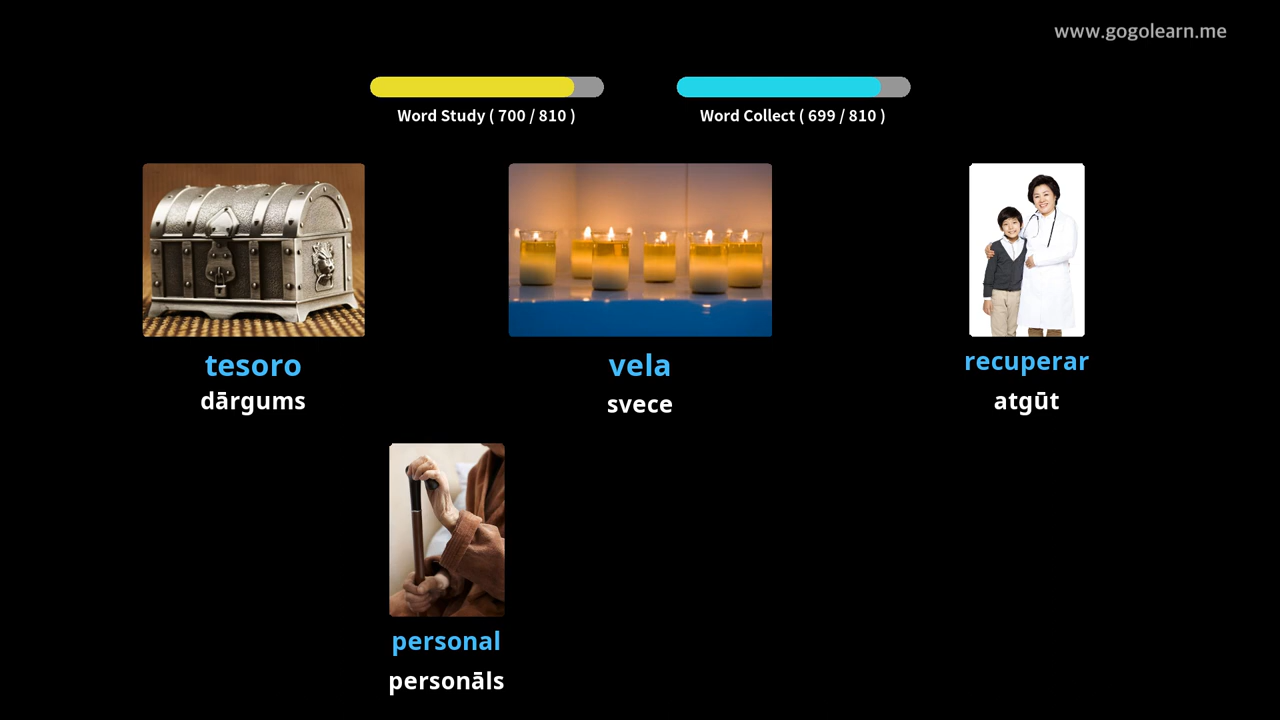 www.gogolearn.me
Word Study ( 700 / 810 )
Word Collect ( 699 / 810 )
tesoro
dārgums
vela
svece
recuperar
atgūt
personal
personāls